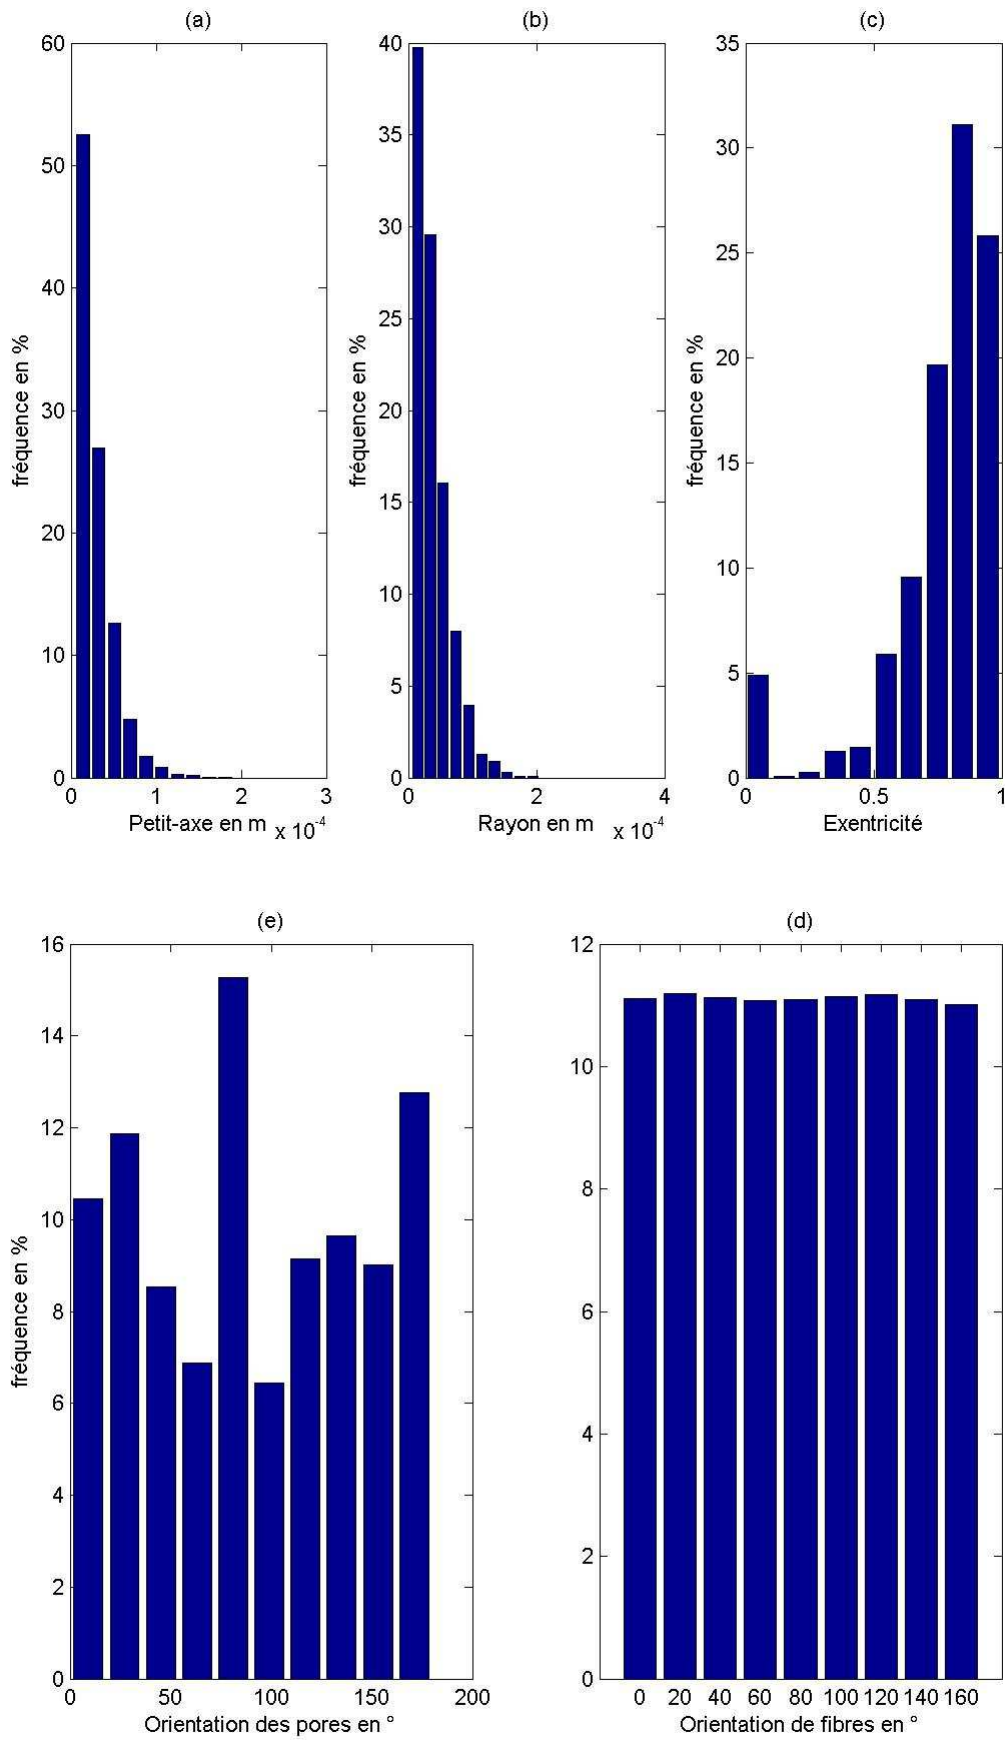 (a)
60
50
40
30
20
10
0
fréquence en %
0 1 2 3
Petit-axe en m x 10-4
(b)
40
35
30
25
20
15
10
5
0
fréquence en %
0 2 4
Rayon en m x 10-4
(c)
35
30
25
20
15
10
5
0
fréquence en %
0 0.5 1
Exentricité
(e)
16
14
12
10
8
6
4
2
0
fréquence en %
0 50 100 150 200
Orientation des pores en °
(d)
12
10
8
6
4
2
0
0 20 40 60 80 100 120 140 160
Orientation de fibres en °